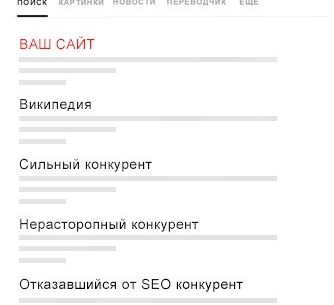 ПОИСК КАРТИНКИ НОВОСТИ ПЕРЕВОДЧИК ЕЩЕ
ВАШ САЙТ
Википедия
Сильный конкурент
Нерасторопный конкурент
Отказавшийся от SEO конкурент